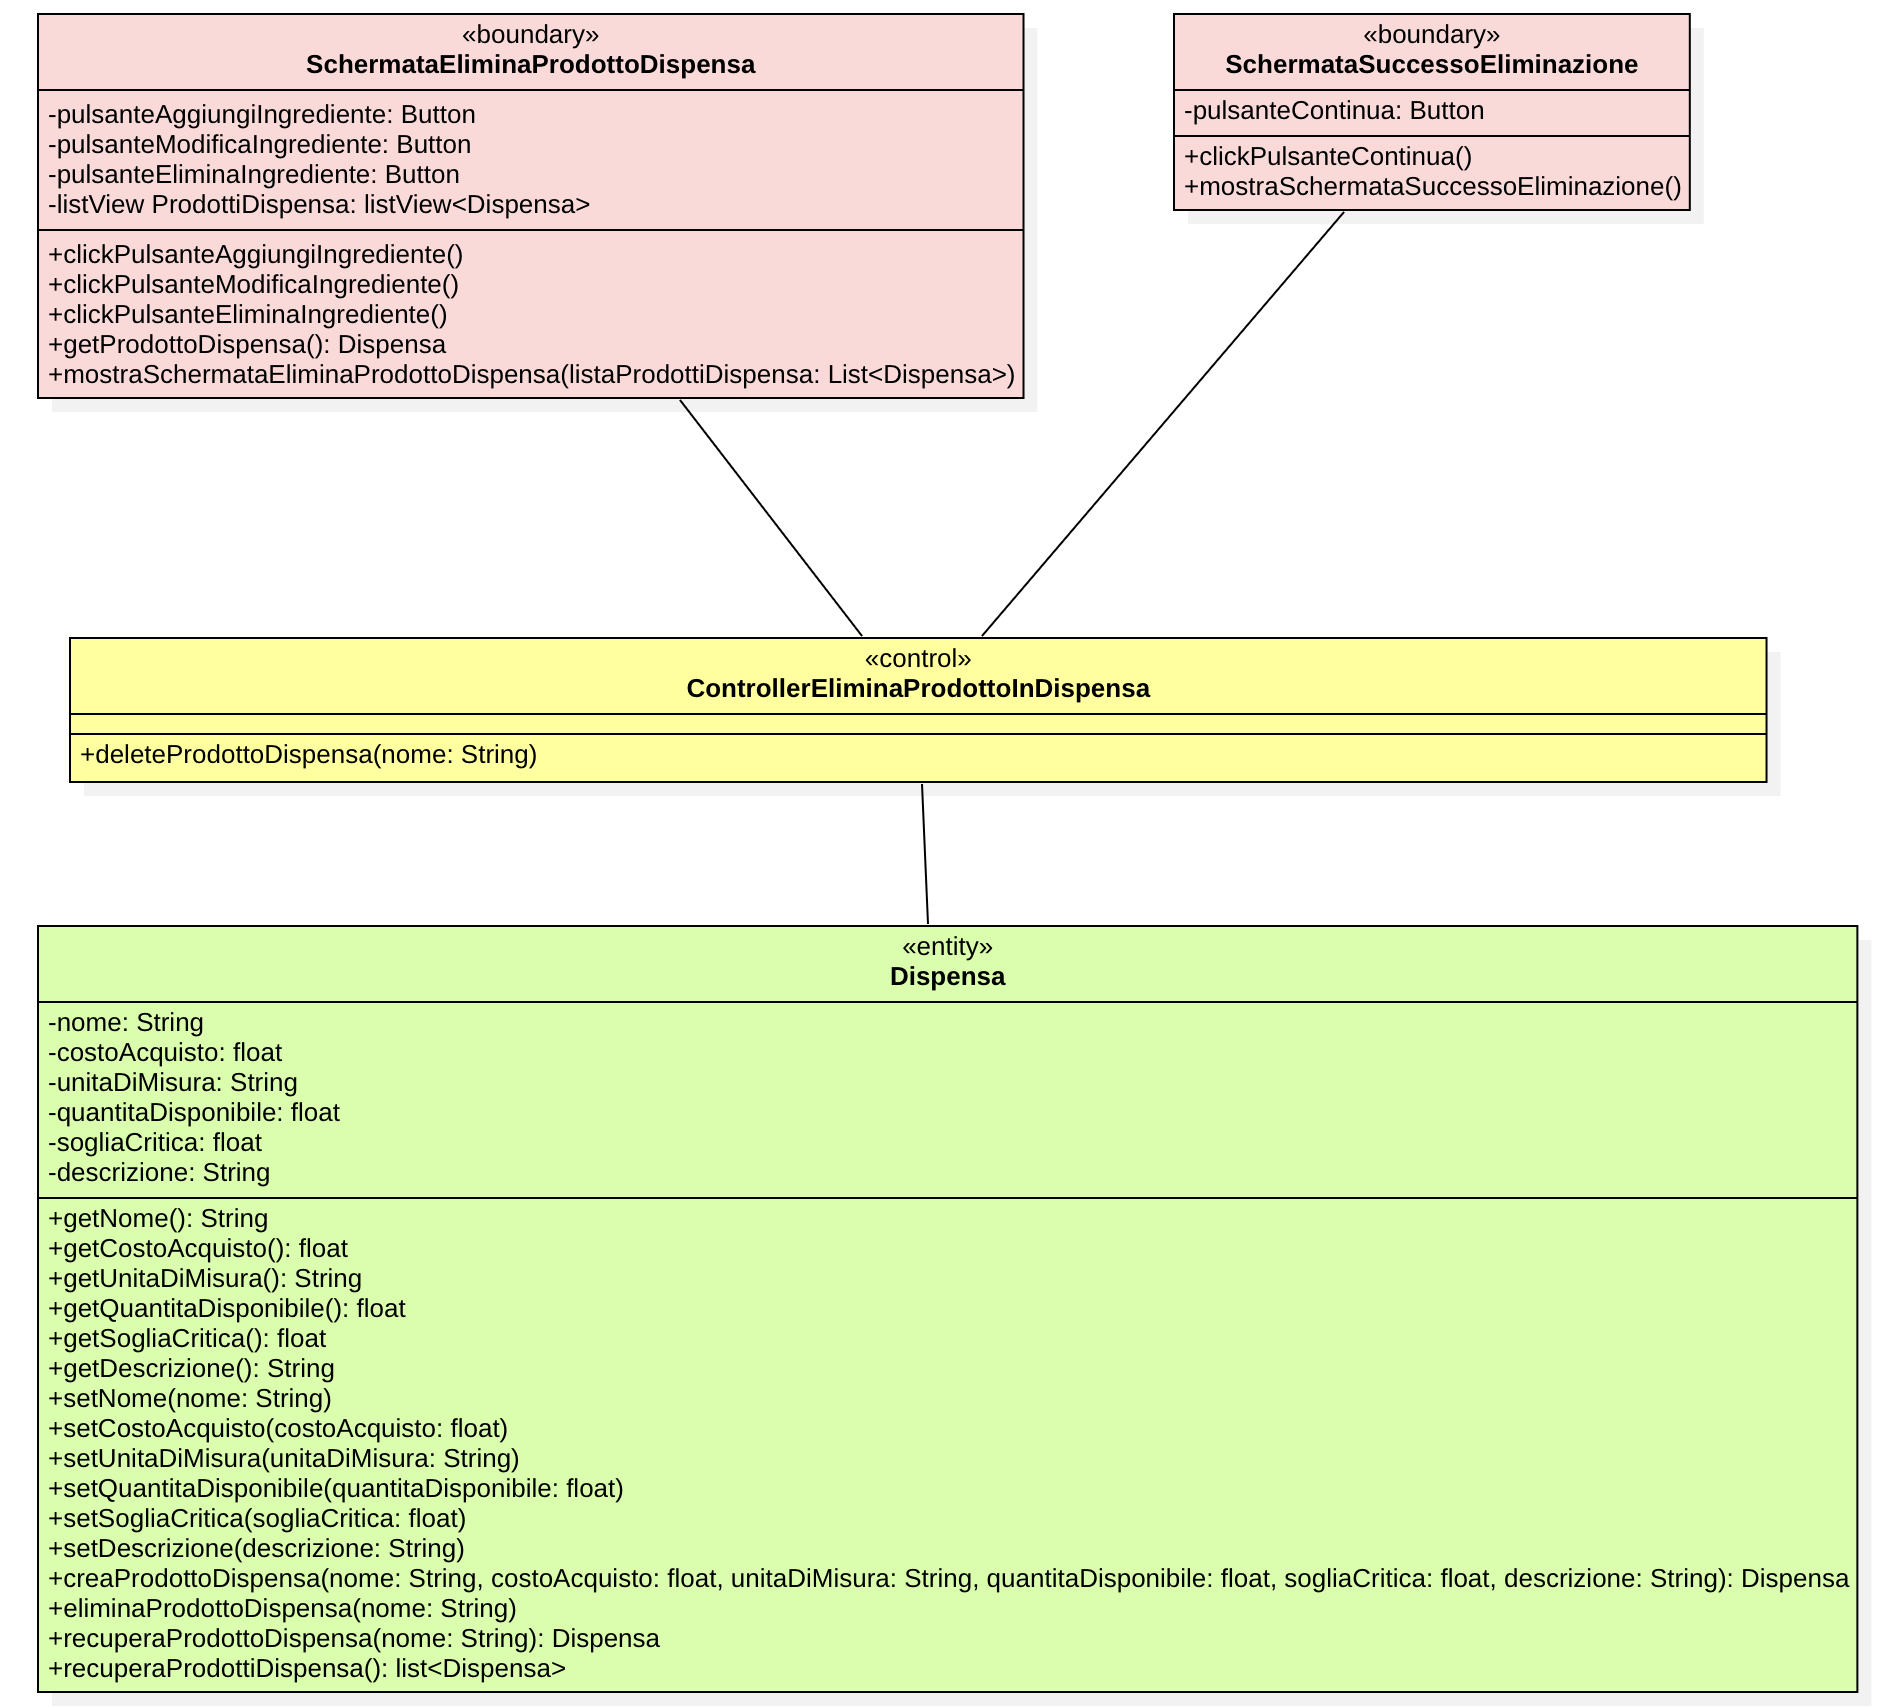 «boundary»
SchermataEliminaProdottoDispensa
-pulsanteAggiungiIngrediente: Button
-pulsanteModificaIngrediente: Button
-pulsanteEliminaIngrediente: Button
-listView ProdottiDispensa: listView<Dispensa>
+clickPulsanteAggiungiIngrediente()
+clickPulsanteModificaIngrediente()
+clickPulsanteEliminaIngrediente()
+getProdottoDispensa(): Dispensa
+mostraSchermataEliminaProdottoDispensa(listaProdottiDispensa: List<Dispensa>)
«boundary»
SchermataSuccessoEliminazione
-pulsanteContinua: Button
+clickPulsanteContinua()
+mostraSchermataSuccessoEliminazione()
«control»
ControllerEliminaProdottoInDispensa
+deleteProdottoDispensa(nome: String)
«entity»
Dispensa
-nome: String
-costoAcquisto: float
-unitaDiMisura: String
-quantitaDisponibile: float
-sogliaCritica: float
-descrizione: String
+getNome(): String
+getCostoAcquisto(): float
+getUnitaDiMisura(): String
+getQuantitaDisponibile(): float
+getSogliaCritica(): float
+getDescrizione(): String
+setNome(nome: String)
+setCostoAcquisto(costoAcquisto: float)
+setUnitaDiMisura(unitaDiMisura: String)
+setQuantitaDisponibile(quantitaDisponibile: float)
+setSogliaCritica(sogliaCritica: float)
+setDescrizione(descrizione: String)
+creaProdottoDispensa(nome: String, costoAcquisto: float, unitaDiMisura: String, quantitaDisponibile: float, sogliaCritica: float, descrizione: String): Dispensa
+eliminaProdottoDispensa(nome: String)
+recuperaProdottoDispensa(nome: String): Dispensa
+recuperaProdottiDispensa(): list<Dispensa>